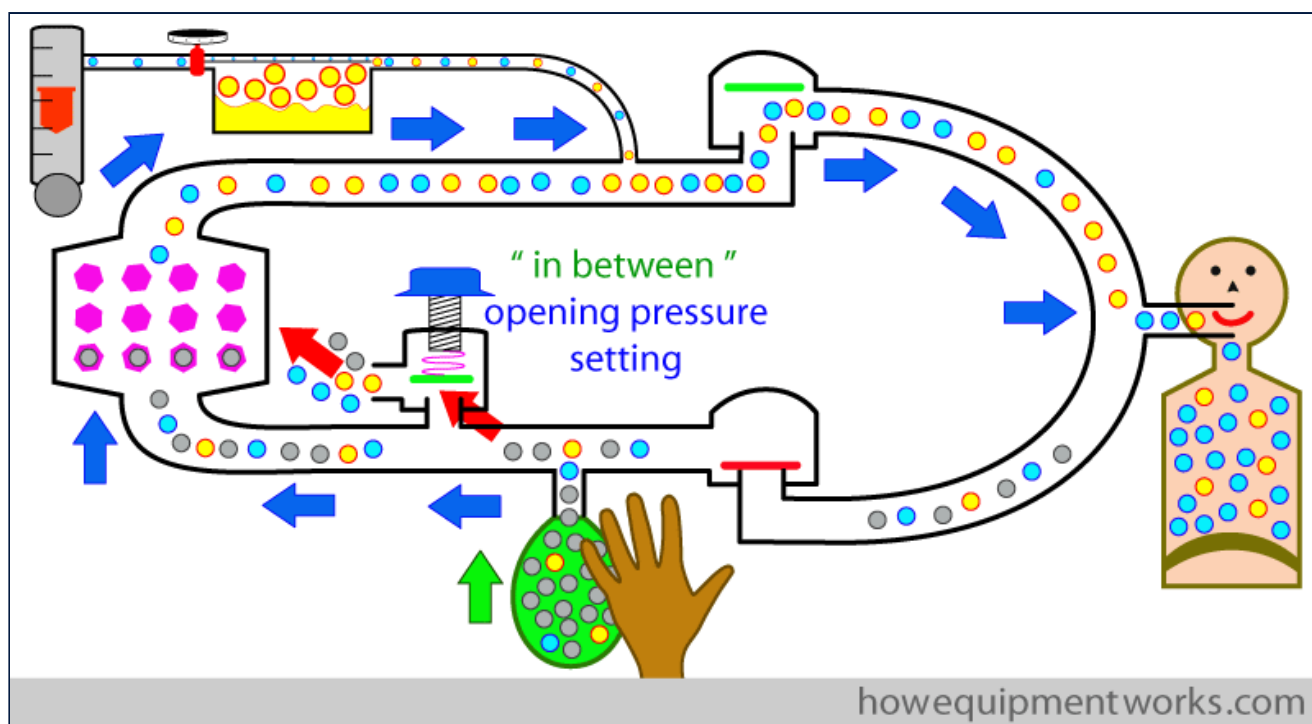 " in between "
opening pressure
setting
howequipmentworks.com